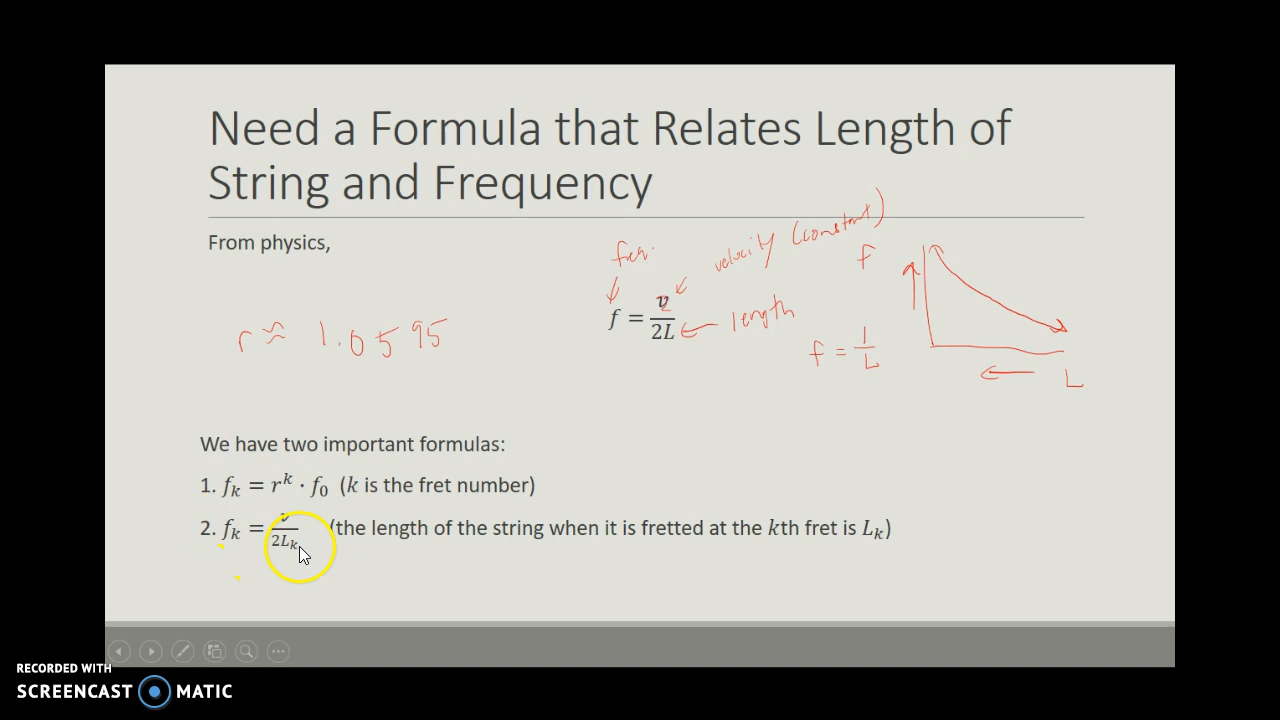 Need a Formula that Relates Length of
String and Frequency
From physics,
freq.
velocity (constant)
f = v/2L
length
r ≈ 1.0595
f = 1/L
f
L
We have two important formulas:
1. fₖ = rᵏ · f₀ (k is the fret number)
2. fₖ = v/2Lₖ (the length of the string when it is fretted at the kth fret is Lₖ)
RECORDED WITH
SCREENCAST MATIC